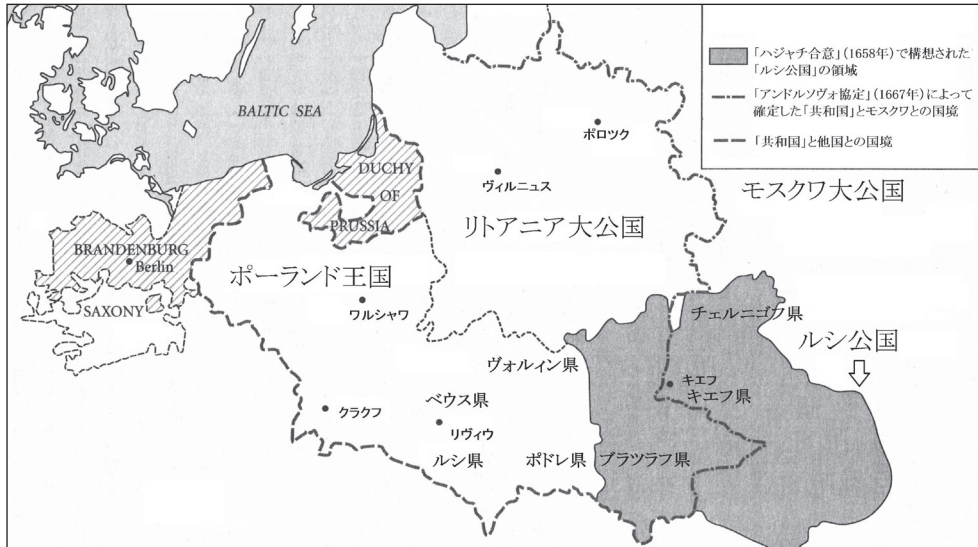 「ハジャチ合意」（1658年）で構想された
「ルシ公国」の領域
「アンドルソヴォ協定」（1667年）によって
確定した「共和国」とモスクワとの国境
「共和国」と他国との国境
BALTIC SEA
ポロツク
DUCHY
OF
PRUSSIA
ヴィルニュス
モスクワ大公国
リトアニア大公国
BRANDENBURG
Berlin
ポーランド王国
SAXONY
ワルシャワ
チェルニゴフ県
ルシ公国
ヴォルィン県
キエフ
キエフ県
ベウス県
クラクフ
リヴィウ
ルシ県
ポドレ県
ブラツラフ県